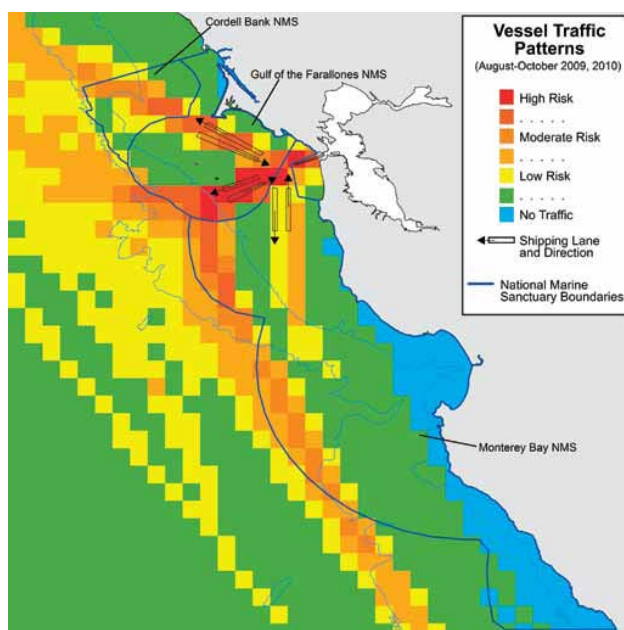 Cordell Bank NMS
Gulf of the Farallones NMS
Vessel Traffic
Patterns
(August-October 2009, 2010)
High Risk
. . . . .
Moderate Risk
. . . . .
Low Risk
. . . . .
No Traffic
Shipping Lane
and Direction
National Marine
Sanctuary Boundaries
Monterey Bay NMS